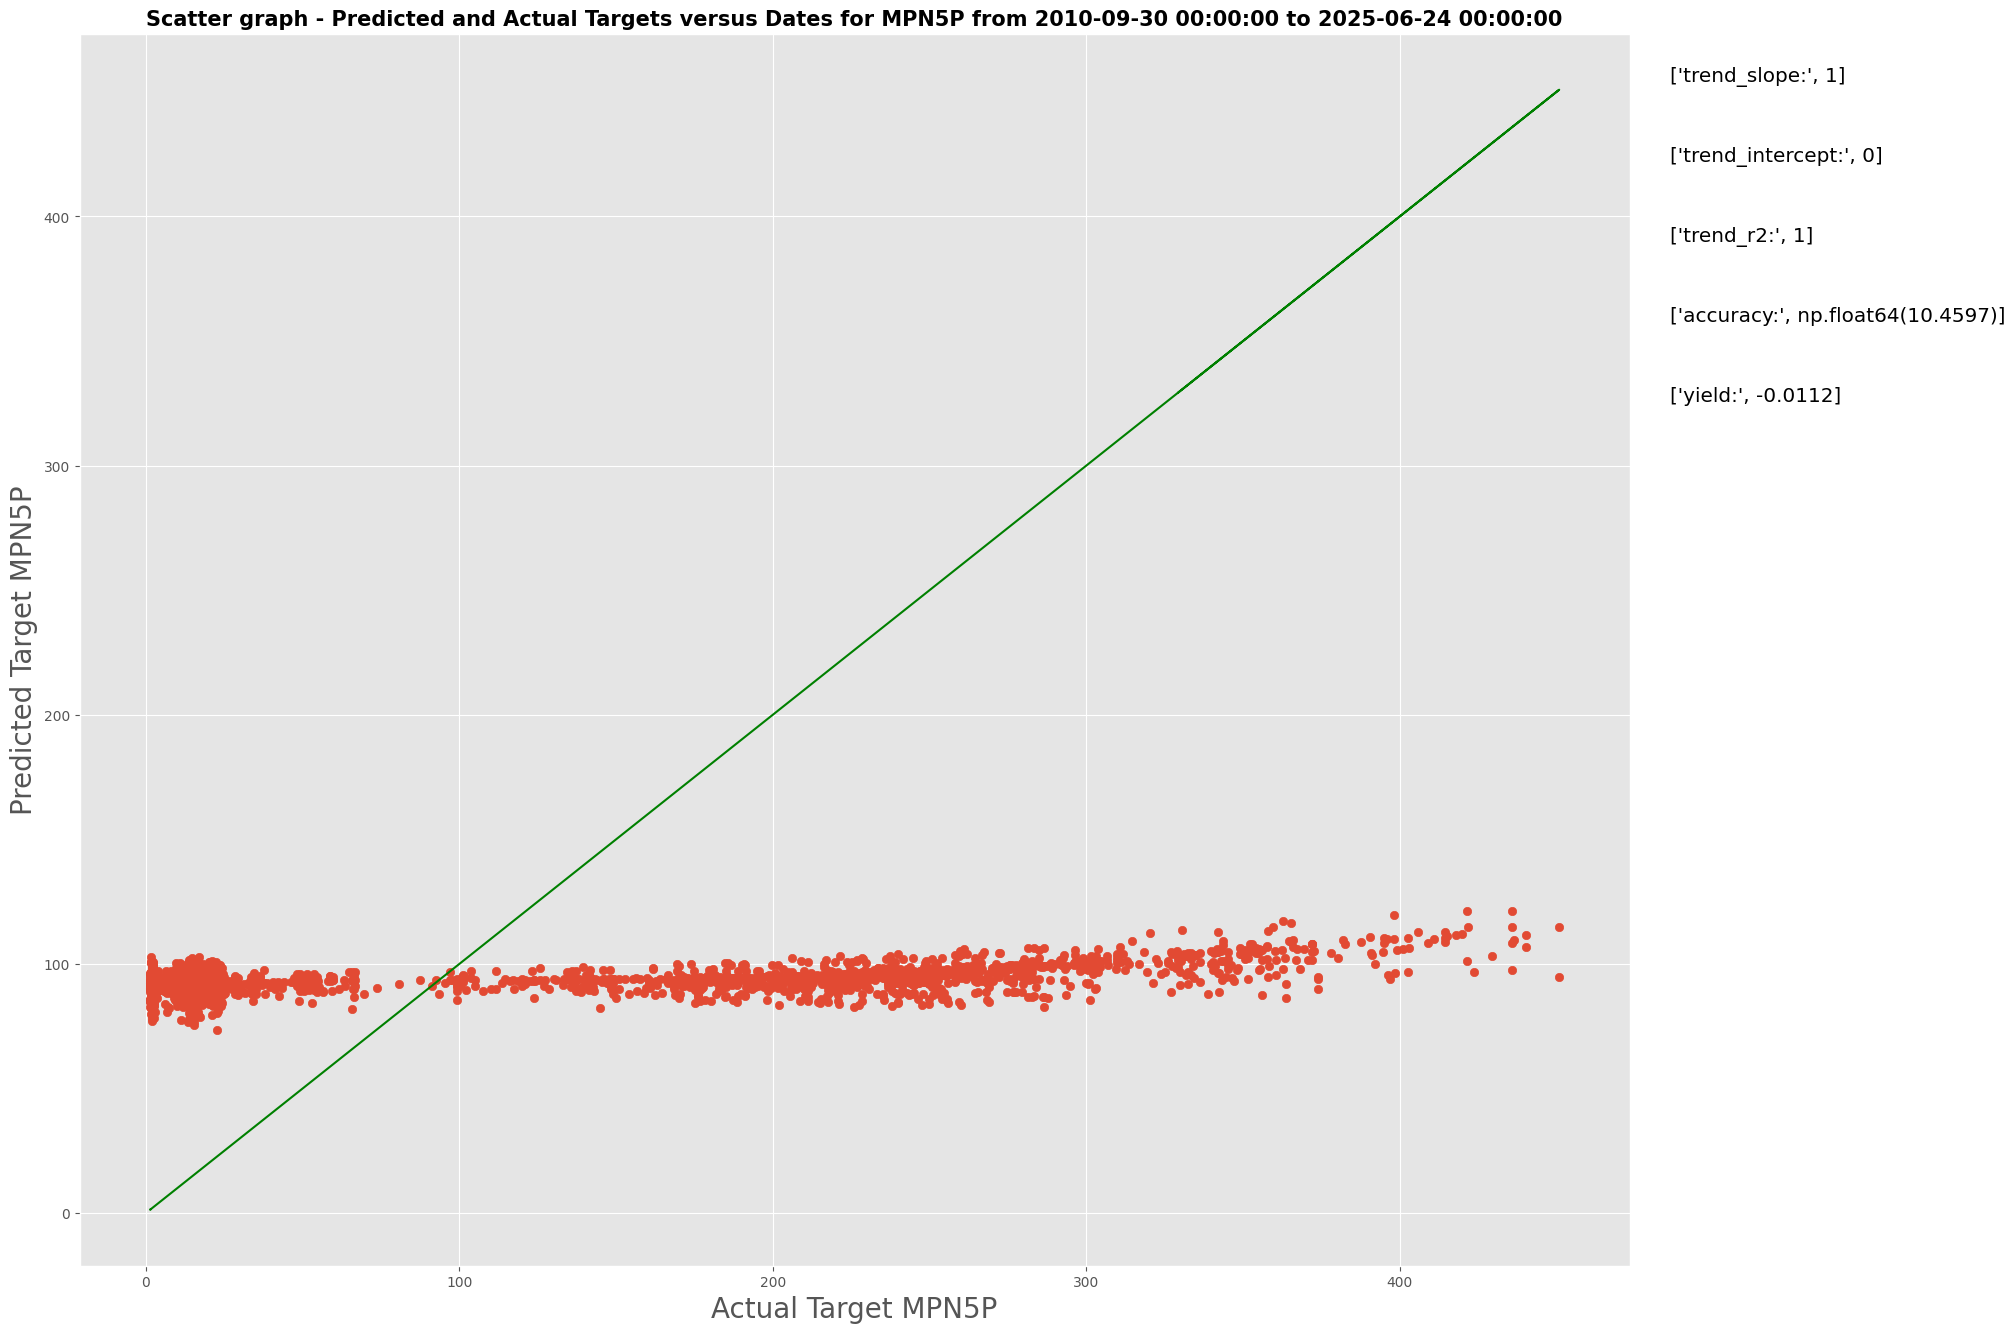 Scatter graph - Predicted and Actual Targets versus Dates for MPN5P from 2010-09-30 00:00:00 to 2025-06-24 00:00:00
['trend_slope:', 1]
['trend_intercept:', 0]
['trend_r2:', 1]
['accuracy:', np.float64(10.4597)]
['yield:', -0.0112]
Predicted Target MPN5P
400
300
200
100
0
0
100
200
300
400
Actual Target MPN5P